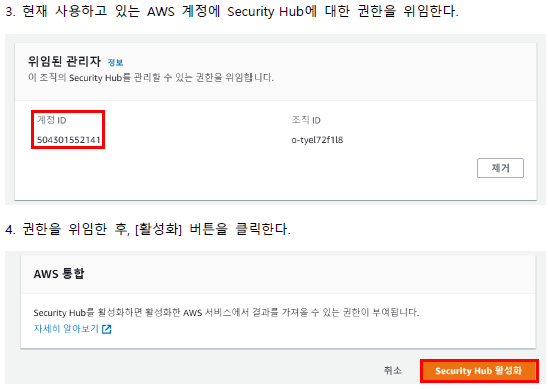 3. 현재 사용하고 있는 AWS 계정에 Security Hub에 대한 권한을 위임한다.
위임된 관리자 정보
이 조직의 Security Hub를 관리할 수 있는 권한을 위임합니다.
계정 ID
조직 ID
504301552141
o-tyel72f1l8
제거
4. 권한을 위임한 후, [활성화] 버튼을 클릭한다.
AWS 통합
Security Hub를 활성화하면 활성화한 AWS 서비스에서 결과를 가져올 수 있는 권한이 부여됩니다.
자세히 알아보기
취소
Security Hub 활성화